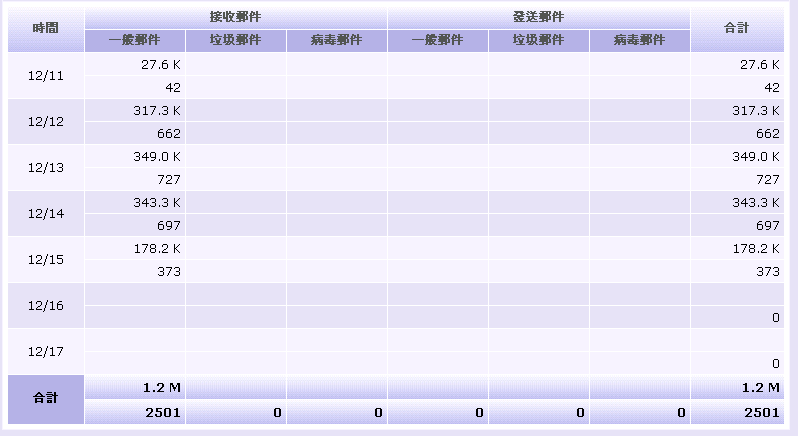 時間 接收郵件 發送郵件 合計
一般郵件 垃圾郵件 病毒郵件 一般郵件 垃圾郵件 病毒郵件
12/11 27.6 K 27.6 K
42 42
12/12 317.3 K 317.3 K
662 662
12/13 349.0 K 349.0 K
727 727
12/14 343.3 K 343.3 K
697 697
12/15 178.2 K 178.2 K
373 373
12/16
0
12/17
0
合計 1.2 M 1.2 M
2501 0 0 0 0 0 2501